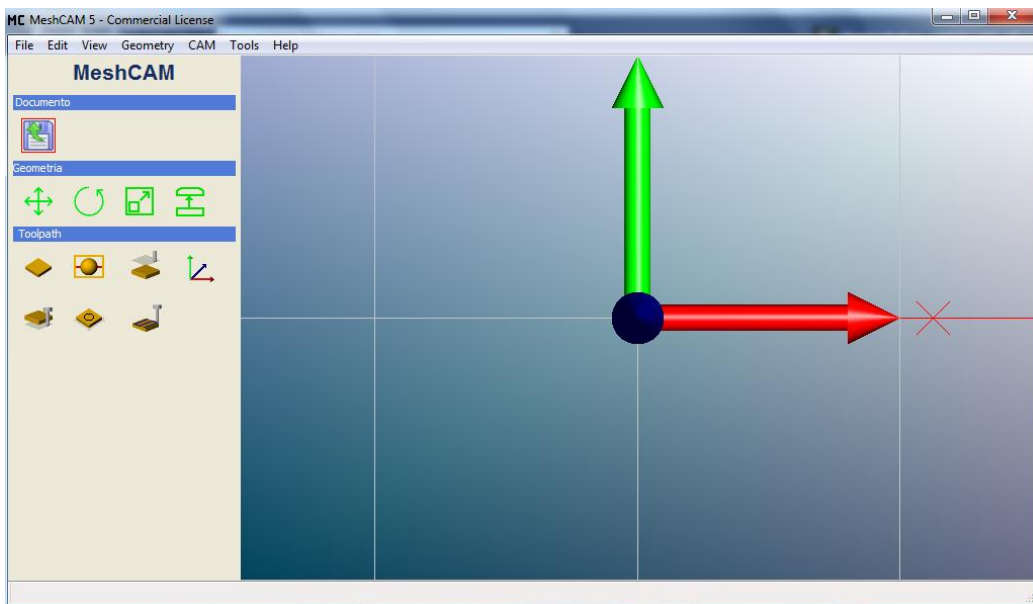 MC MeshCAM 5 - Commercial License
File Edit View Geometry CAM Tools Help
MeshCAM
Documento
Geometria
Toolpath